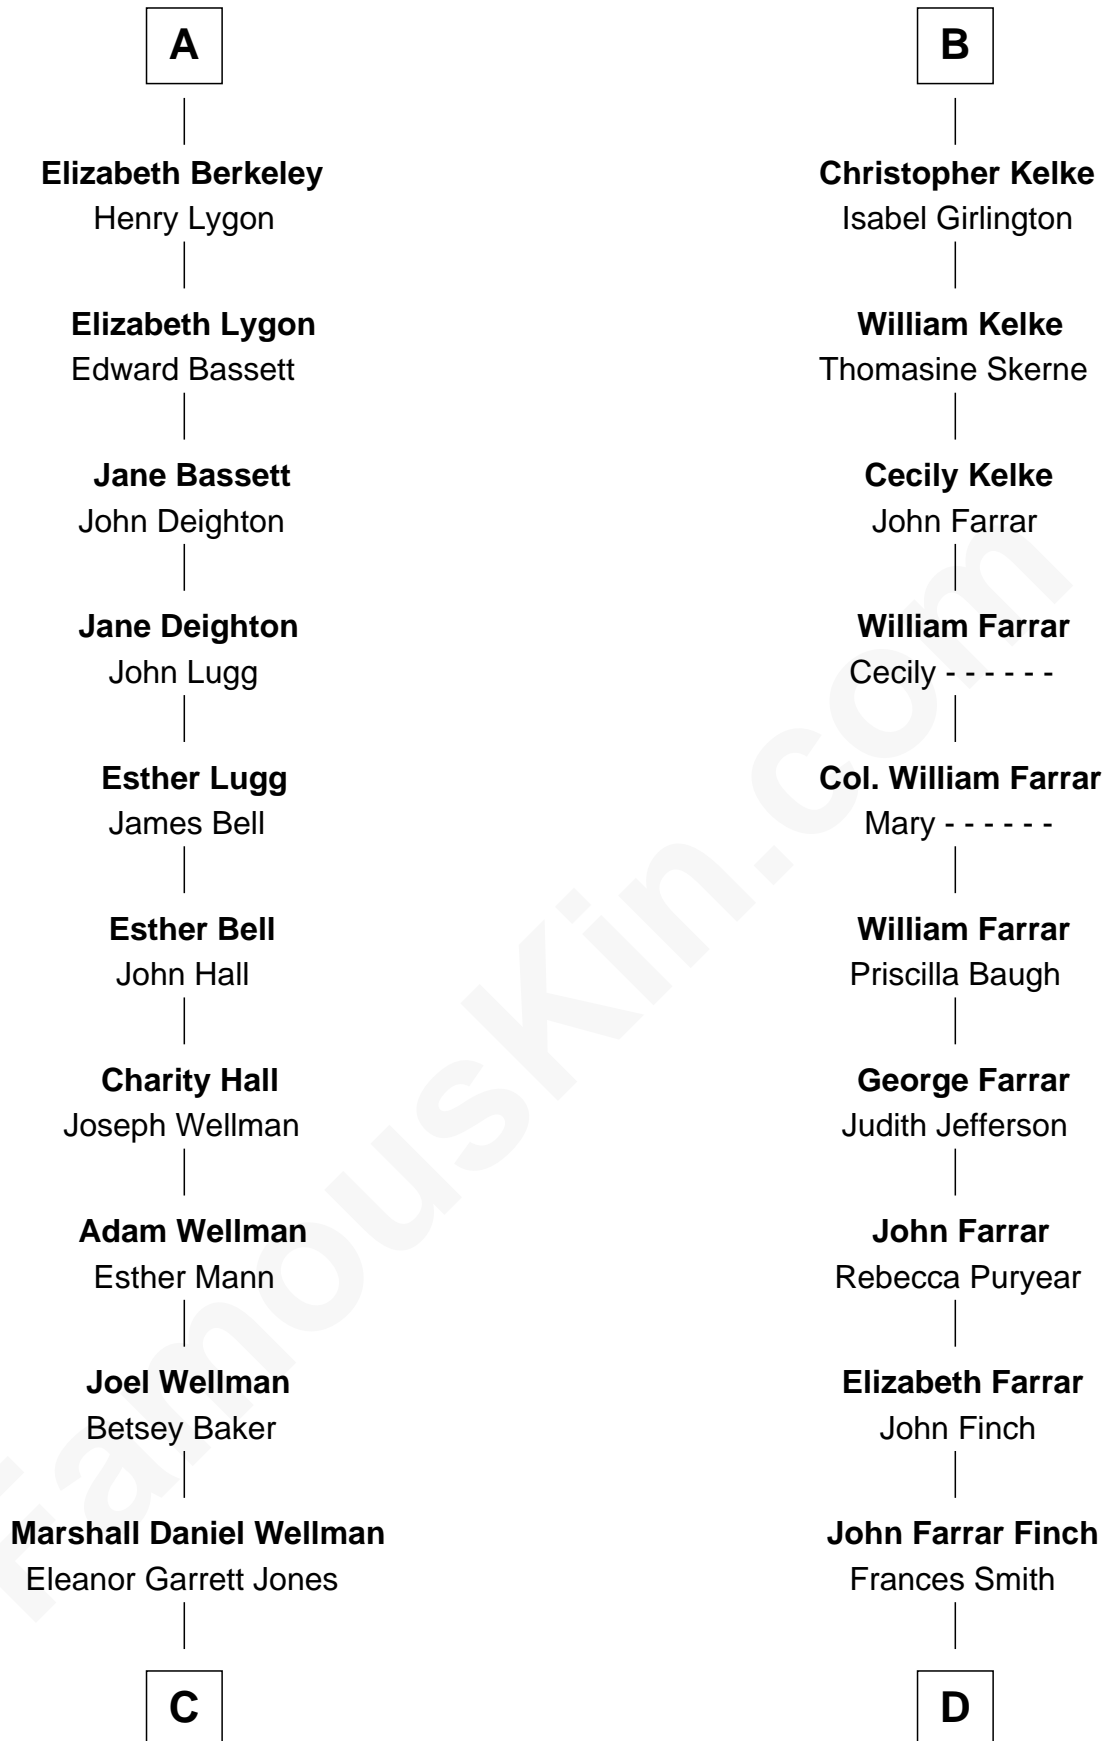 A
Elizabeth Berkeley
Henry Lygon
Elizabeth Lygon
Edward Bassett
Jane Bassett
John Deighton
Jane Deighton
John Lugg
Esther Lugg
James Bell
Esther Bell
John Hall
Charity Hall
Joseph Wellman
Adam Wellman
Esther Mann
Joel Wellman
Betsey Baker
Marshall Daniel Wellman
Eleanor Garrett Jones
C
B
Christopher Kelke
Isabel Girlington
William Kelke
Thomasine Skerne
Cecily Kelke
John Farrar
William Farrar
Cecily - - - - - -
Col. William Farrar
Mary - - - - - -
William Farrar
Priscilla Baugh
George Farrar
Judith Jefferson
John Farrar
Rebecca Puryear
Elizabeth Farrar
John Finch
John Farrar Finch
Frances Smith
D
FamousKin.com